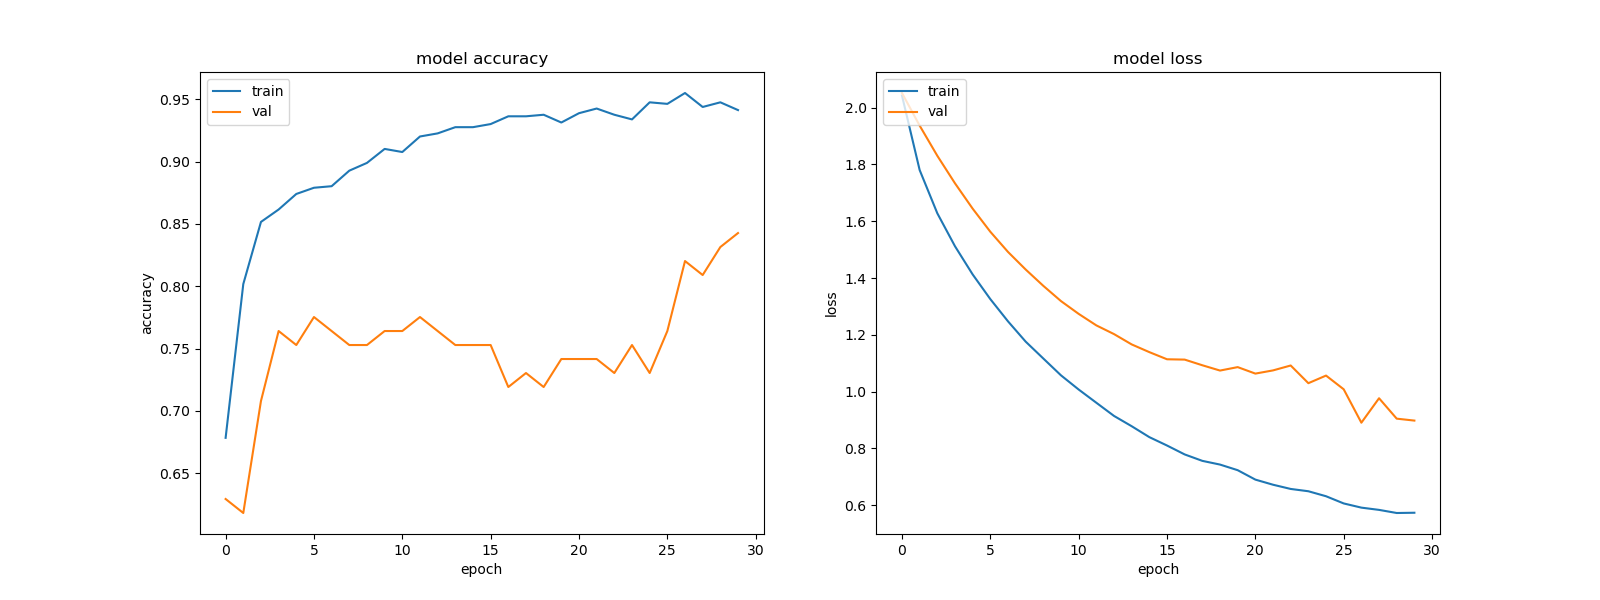 model accuracy
train
val
0.95
0.90
0.85
0.80
0.75
0.70
0.65
accuracy
0 5 10 15 20 25 30
epoch
model loss
train
val
2.0
1.8
1.6
1.4
1.2
1.0
0.8
0.6
loss
0 5 10 15 20 25 30
epoch